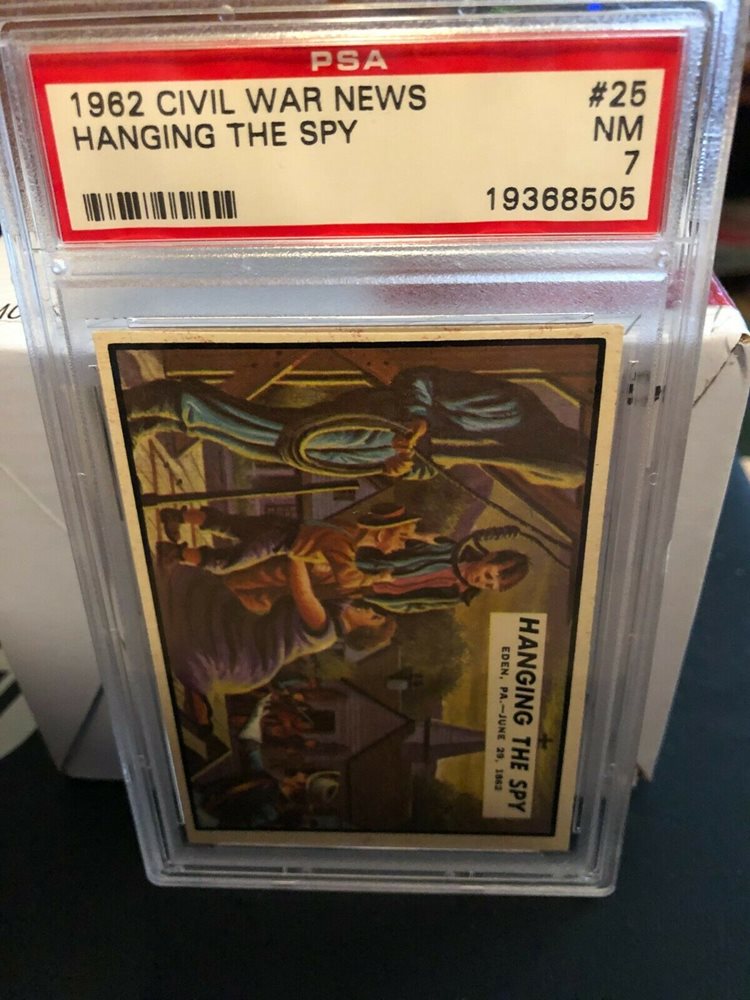 PSA
1962 CIVIL WAR NEWS #25
HANGING THE SPY NM
7
19368505
HANGING THE SPY
EDEN, PA.—JUNE 29, 1862